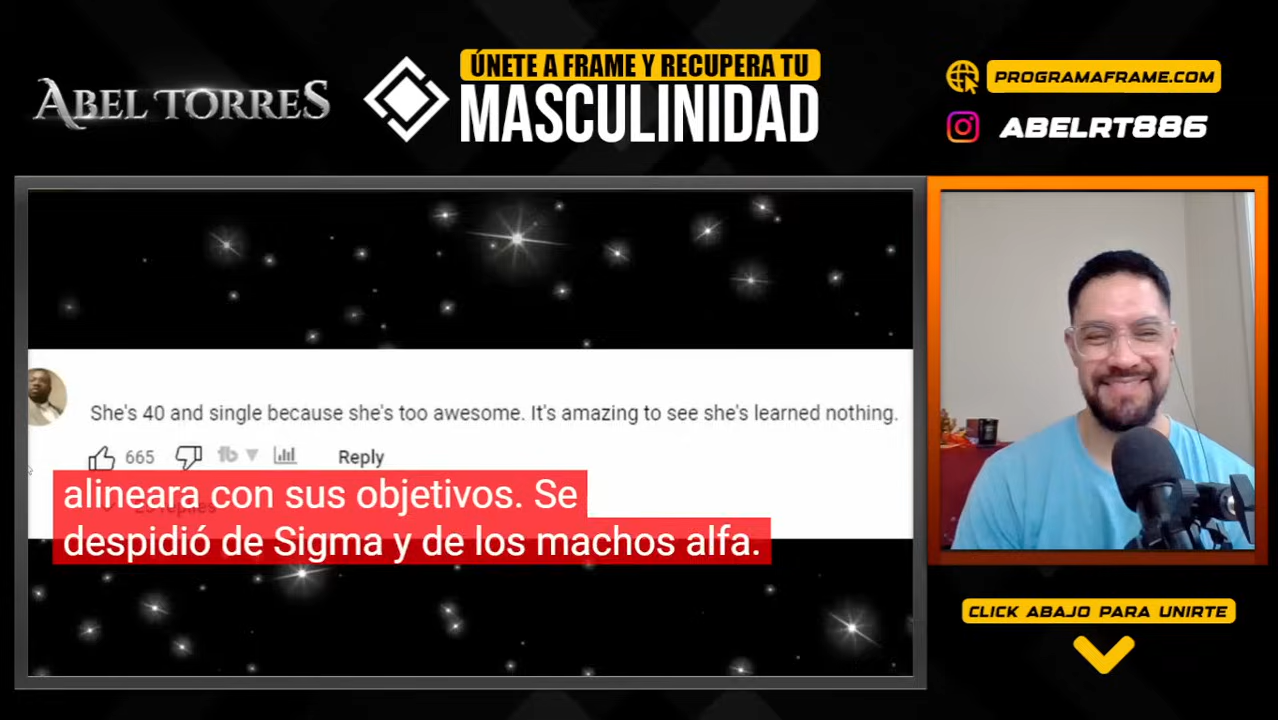 ABEL TORRES
ÚNETE A FRAME Y RECUPERA TU
MASCULINIDAD
PROGRAMAFRAME.COM
ABELRT886
She's 40 and single because she's too awesome. It's amazing to see she's learned nothing.
665
Reply
alineara con sus objetivos. Se
despidió de Sigma y de los machos alfa.
CLICK ABAJO PARA UNIRTE